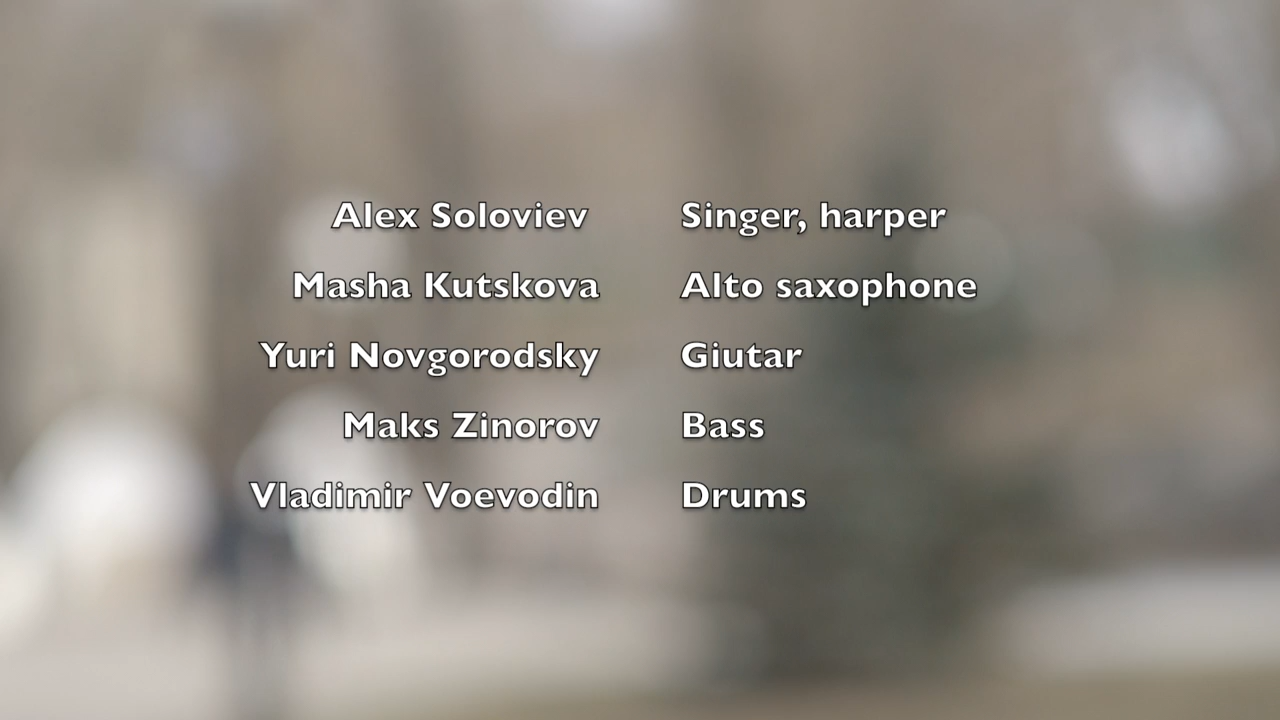 Alex Soloviev Singer, harper
Masha Kutskova Alto saxophone
Yuri Novgorodsky Giutar
Maks Zinorov Bass
Vladimir Voevodin Drums